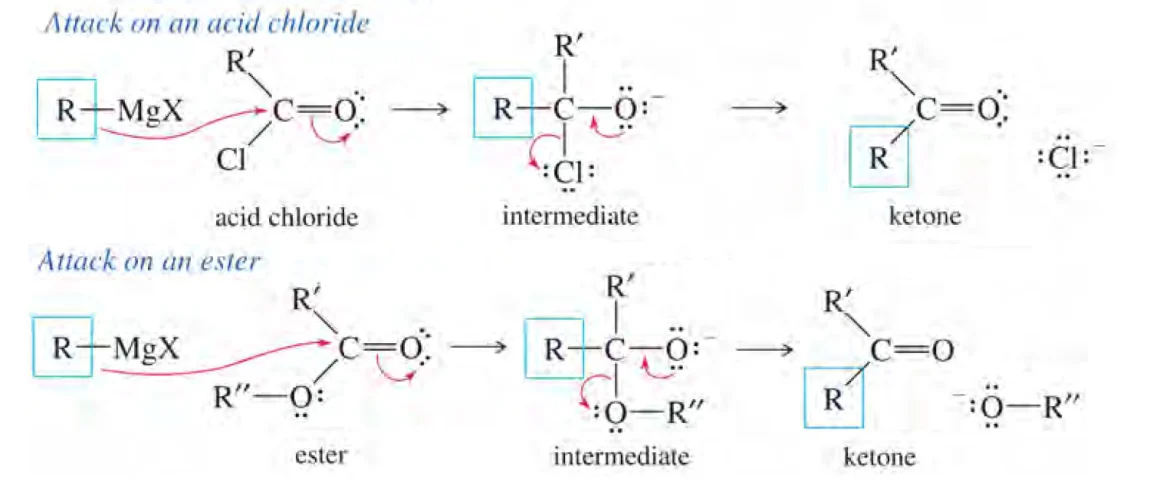 Attack on an acid chloride
R′ R′ R′
R—MgX C=O: R—C—O:⁻ C=O:
Cl :Cl: R :Cl:⁻
acid chloride intermediate ketone
Attack on an ester
R′ R′ R′
R—MgX C=O: R—C—O:⁻ C=O
R″—O: :O—R″ R ⁻:O—R″
ester intermediate ketone